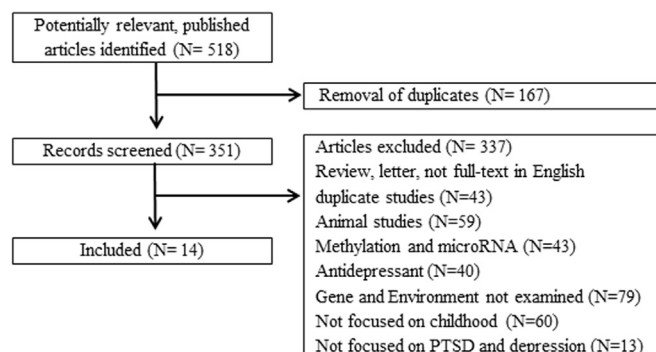 Potentially relevant, published
articles identified (N= 518)
Removal of duplicates (N= 167)
Records screened (N= 351)
Articles excluded (N= 337)
Review, letter, not full-text in English
duplicate studies (N=43)
Animal studies (N=59)
Methylation and microRNA (N=43)
Antidepressant (N=40)
Gene and Environment not examined (N=79)
Not focused on childhood (N=60)
Not focused on PTSD and depression (N=13)
Included (N= 14)